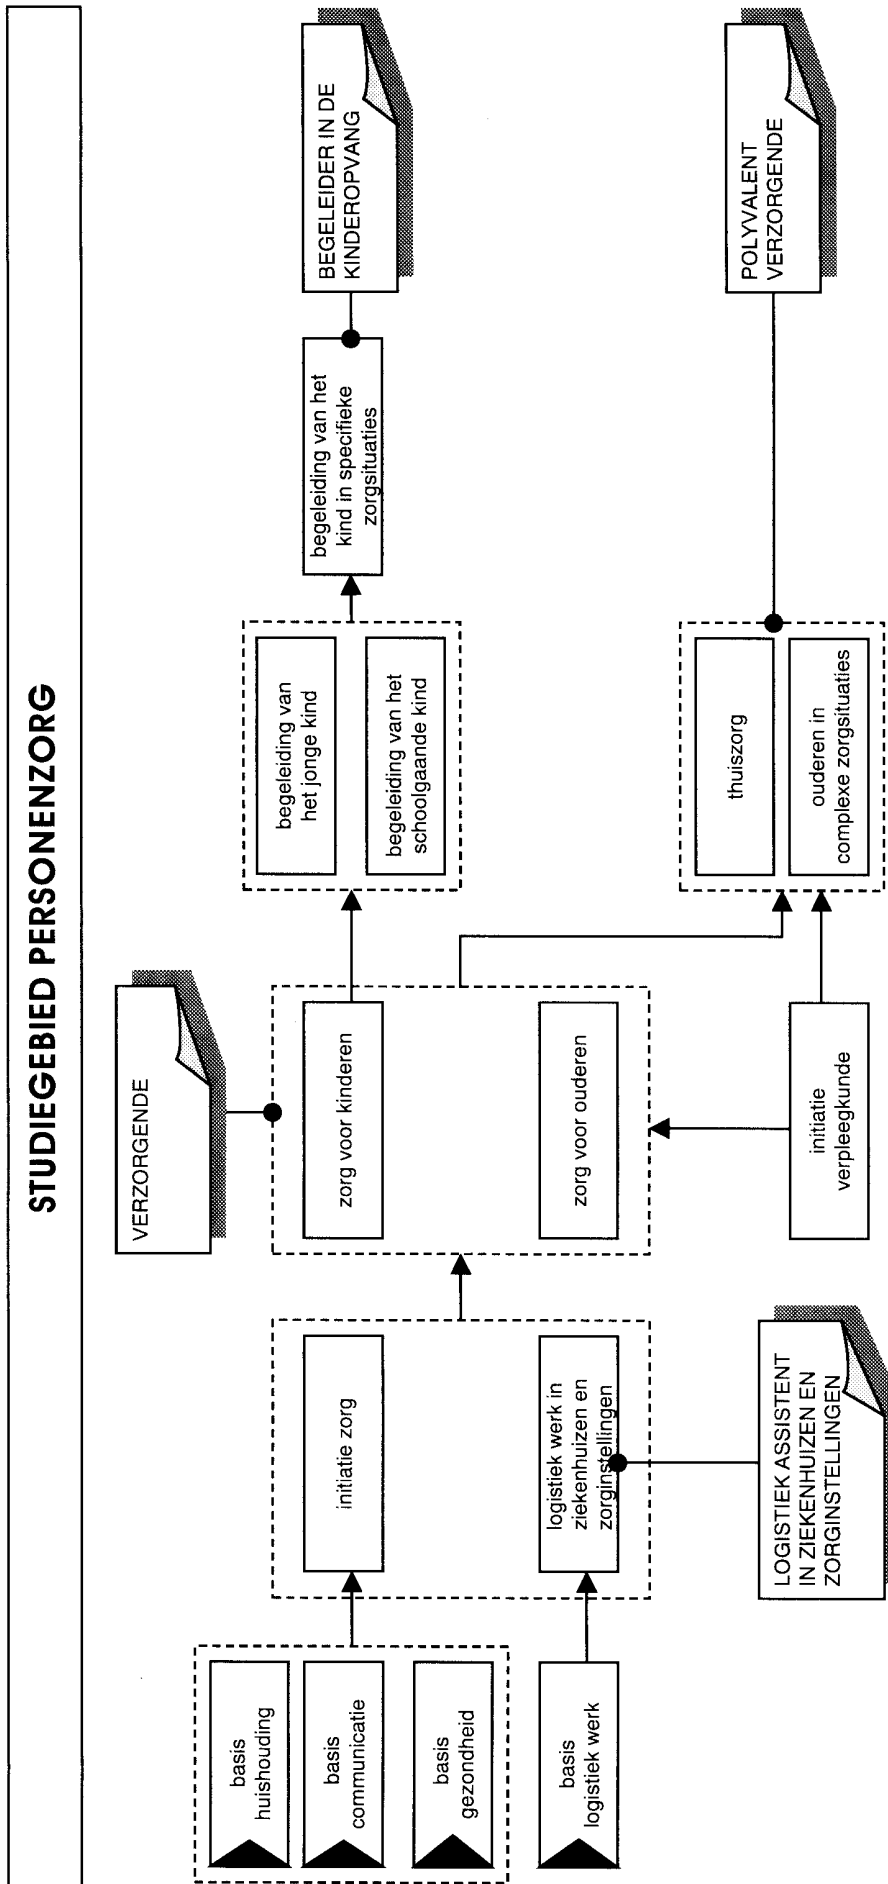 STUDIEGEBIED PERSONENZORG
basis
huishouding
basis
communicatie
basis
gezondheid
basis
logistiek werk
initiatie zorg
logistiek werk in
ziekenhuizen en
zorginstellingen
LOGISTIEK ASSISTENT
IN ZIEKENHUIZEN EN
ZORGINSTELLINGEN
VERZORGENDE
zorg voor kinderen
zorg voor ouderen
initiatie
verpleegkunde
begeleiding van
het jonge kind
begeleiding van het
schoolgaande kind
thuiszorg
ouderen in
complexe zorgsituaties
begeleiding van het
kind in specifieke
zorgsituaties
BEGELEIDER IN DE
KINDEROPVANG
POLYVALENT
VERZORGENDE